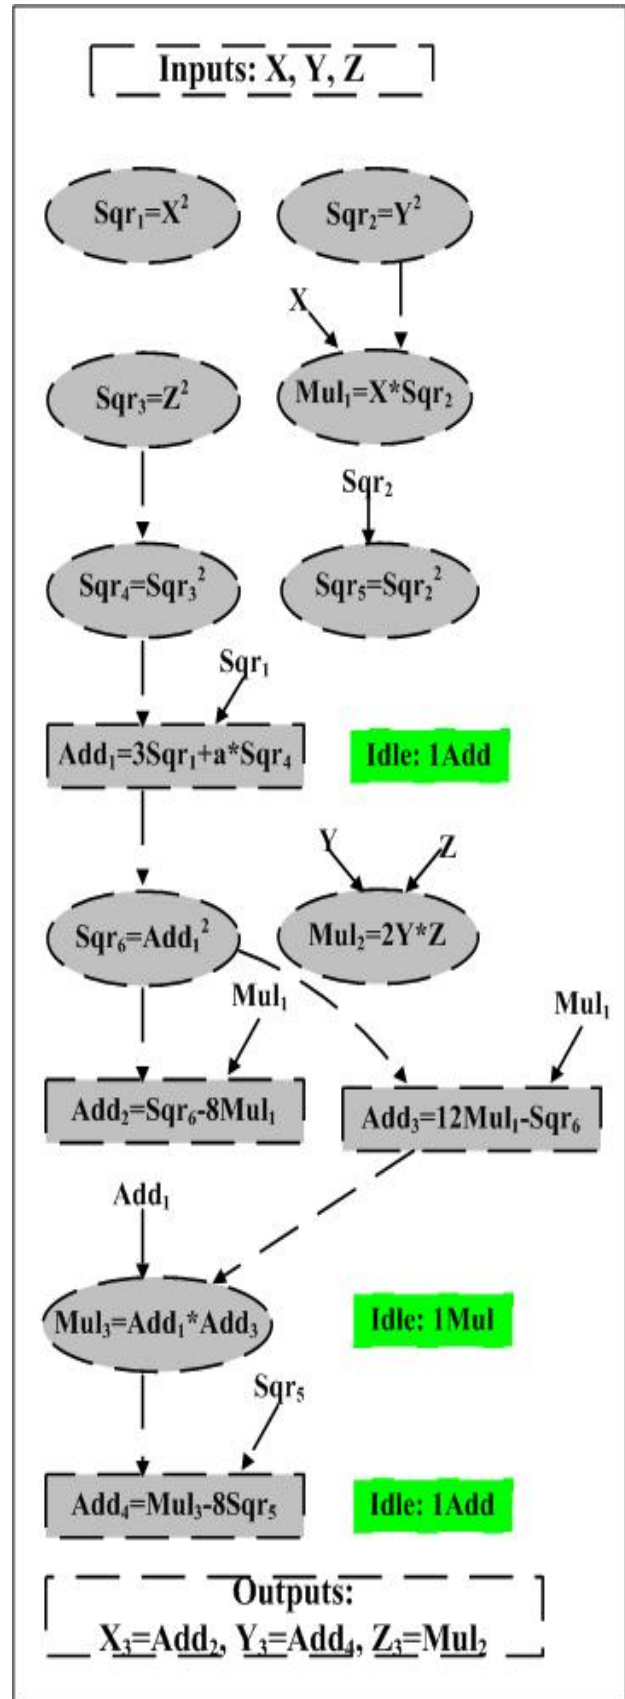 Inputs: X, Y, Z
Sqr₁=X²
Sqr₂=Y²
X
Sqr₃=Z²
Mul₁=X*Sqr₂
Sqr₂
Sqr₄=Sqr₃²
Sqr₅=Sqr₂²
Sqr₁
Add₁=3Sqr₁+a*Sqr₄
Idle: 1Add
Y
Z
Sqr₆=Add₁²
Mul₂=2Y*Z
Mul₁
Mul₁
Add₂=Sqr₆-8Mul₁
Add₃=12Mul₁-Sqr₆
Add₁
Mul₃=Add₁*Add₃
Idle: 1Mul
Sqr₅
Add₄=Mul₃-8Sqr₅
Idle: 1Add
Outputs:
X₃=Add₂, Y₃=Add₄, Z₃=Mul₂